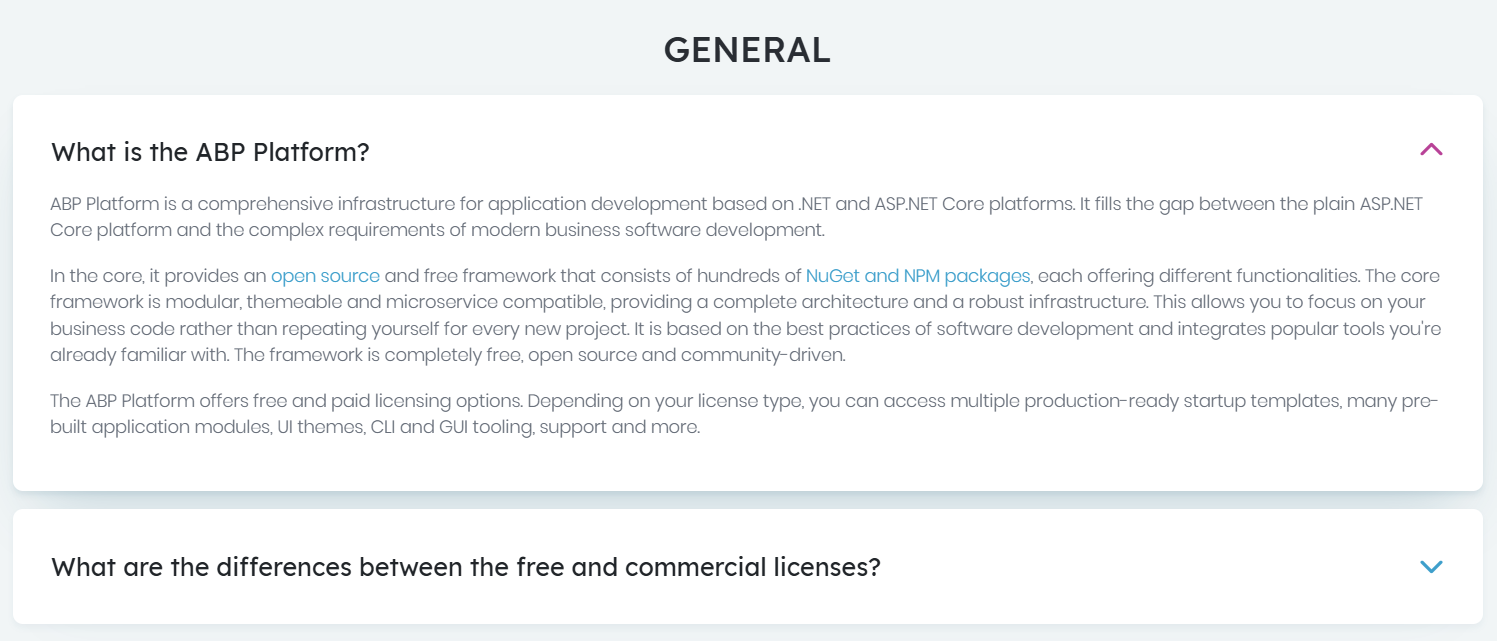 GENERAL
What is the ABP Platform?
ABP Platform is a comprehensive infrastructure for application development based on .NET and ASP.NET Core platforms. It fills the gap between the plain ASP.NET
Core platform and the complex requirements of modern business software development.
In the core, it provides an open source and free framework that consists of hundreds of NuGet and NPM packages, each offering different functionalities. The core
framework is modular, themeable and microservice compatible, providing a complete architecture and a robust infrastructure. This allows you to focus on your
business code rather than repeating yourself for every new project. It is based on the best practices of software development and integrates popular tools you're
already familiar with. The framework is completely free, open source and community-driven.
The ABP Platform offers free and paid licensing options. Depending on your license type, you can access multiple production-ready startup templates, many pre-
built application modules, UI themes, CLI and GUI tooling, support and more.
What are the differences between the free and commercial licenses?